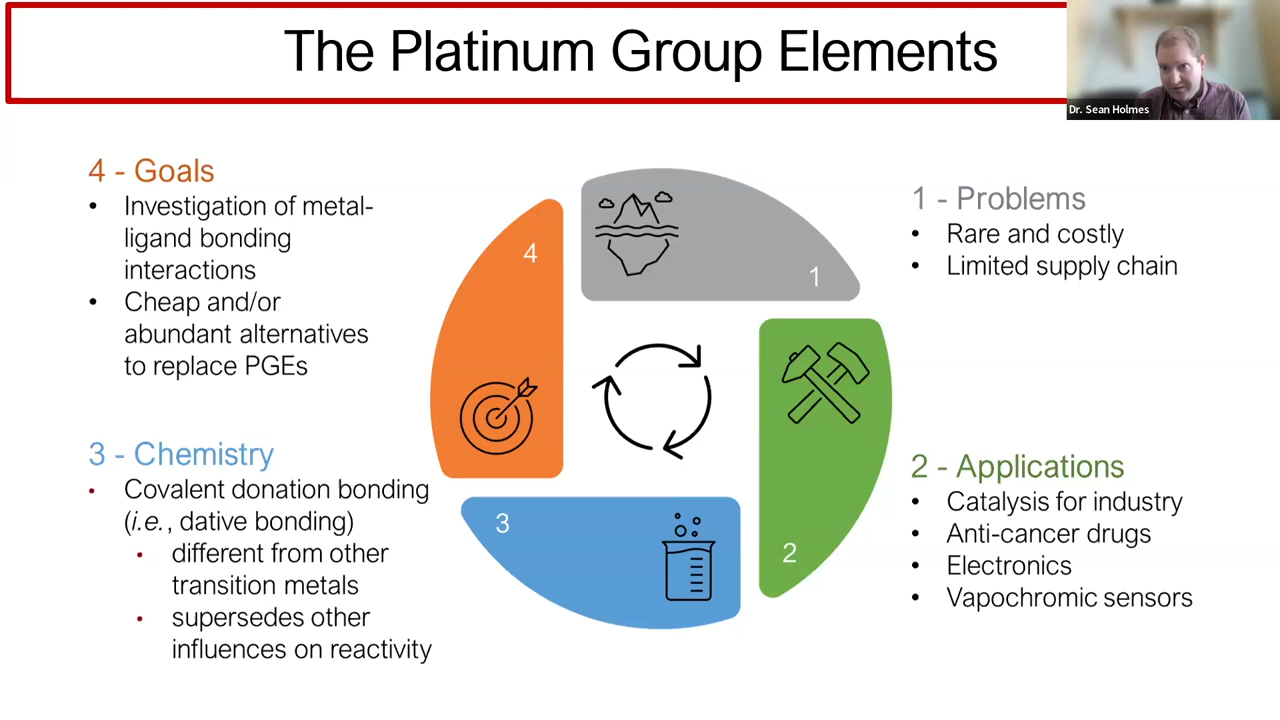 The Platinum Group Elements
Dr. Sean Holmes
4 - Goals
• Investigation of metal-
ligand bonding
interactions
• Cheap and/or
abundant alternatives
to replace PGEs
3 - Chemistry
• Covalent donation bonding
(i.e., dative bonding)
• different from other
transition metals
• supersedes other
influences on reactivity
4
1
3
2
1 - Problems
• Rare and costly
• Limited supply chain
2 - Applications
• Catalysis for industry
• Anti-cancer drugs
• Electronics
• Vapochromic sensors